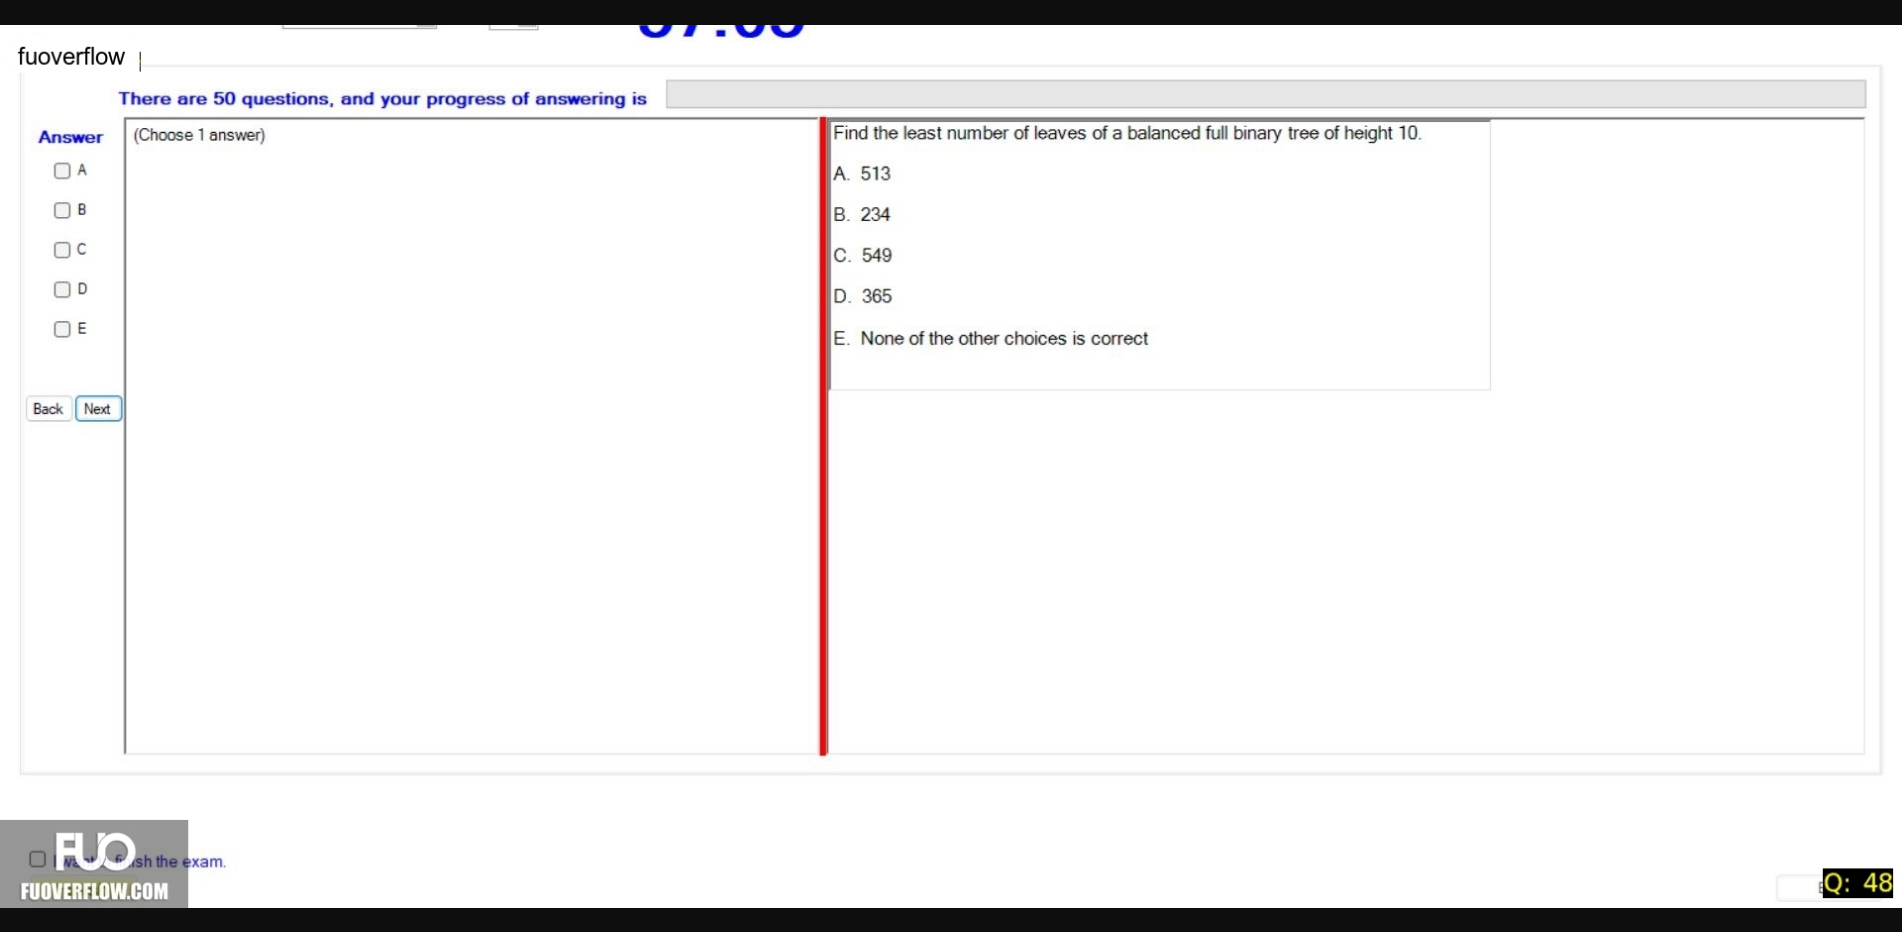 fuoverflow
There are 50 questions, and your progress of answering is
Answer
(Choose 1 answer)
A
B
C
D
E
Back Next
Find the least number of leaves of a balanced full binary tree of height 10.
A. 513
B. 234
C. 549
D. 365
E. None of the other choices is correct
FUO
the exam.
FUOVERFLOW.COM
Q: 48